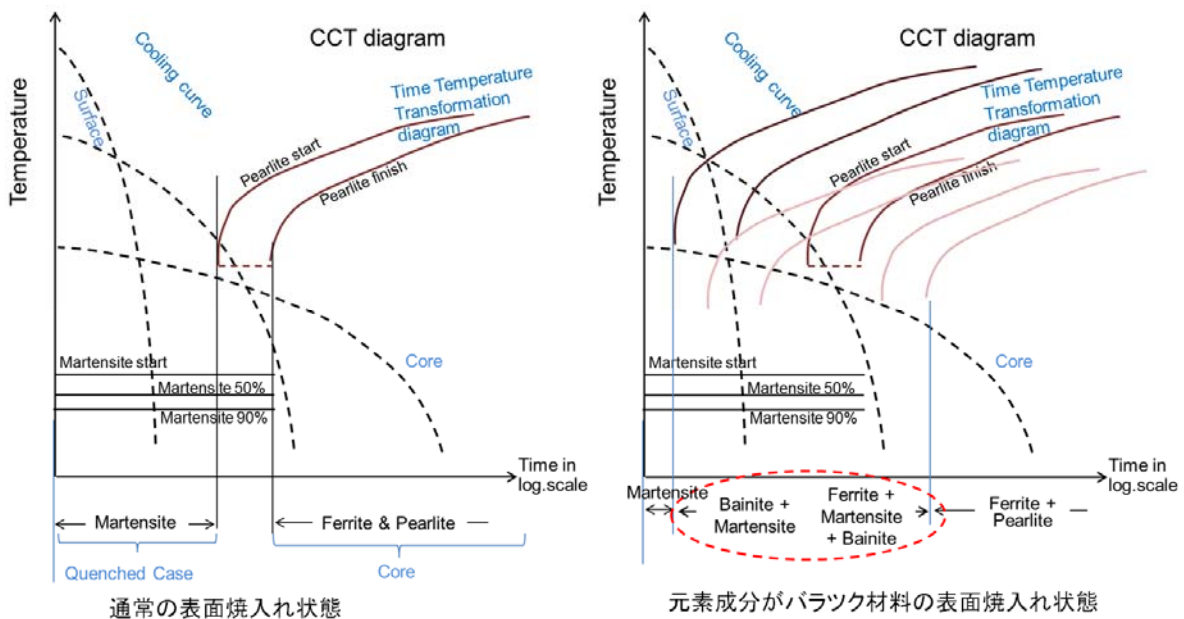 CCT diagram
Temperature
Cooling curve
Surface
Time Temperature
Transformation
diagram
Pearlite start
Pearlite finish
Core
Martensite start
Martensite 50%
Martensite 90%
Time in
log.scale
Martensite
Ferrite & Pearlite
Quenched Case
Core
通常の表面焼入れ状態
CCT diagram
Temperature
Cooling curve
Surface
Time Temperature
Transformation
diagram
Pearlite start
Pearlite finish
Core
Martensite start
Martensite 50%
Martensite 90%
Time in
log.scale
Martensite
Bainite +
Martensite
Ferrite +
Martensite
+ Bainite
Ferrite +
Pearlite
元素成分がバラツク材料の表面焼入れ状態